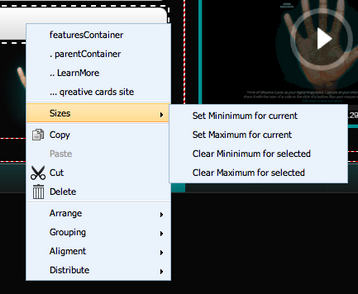 featuresContainer
. parentContainer
.. LearnMore
... qreative cards site
Sizes
Set Mininimum for current
Set Maximum for current
Clear Mininimum for selected
Clear Maximum for selected
Copy
Paste
Cut
Delete
Arrange
Grouping
Aligment
Distribute